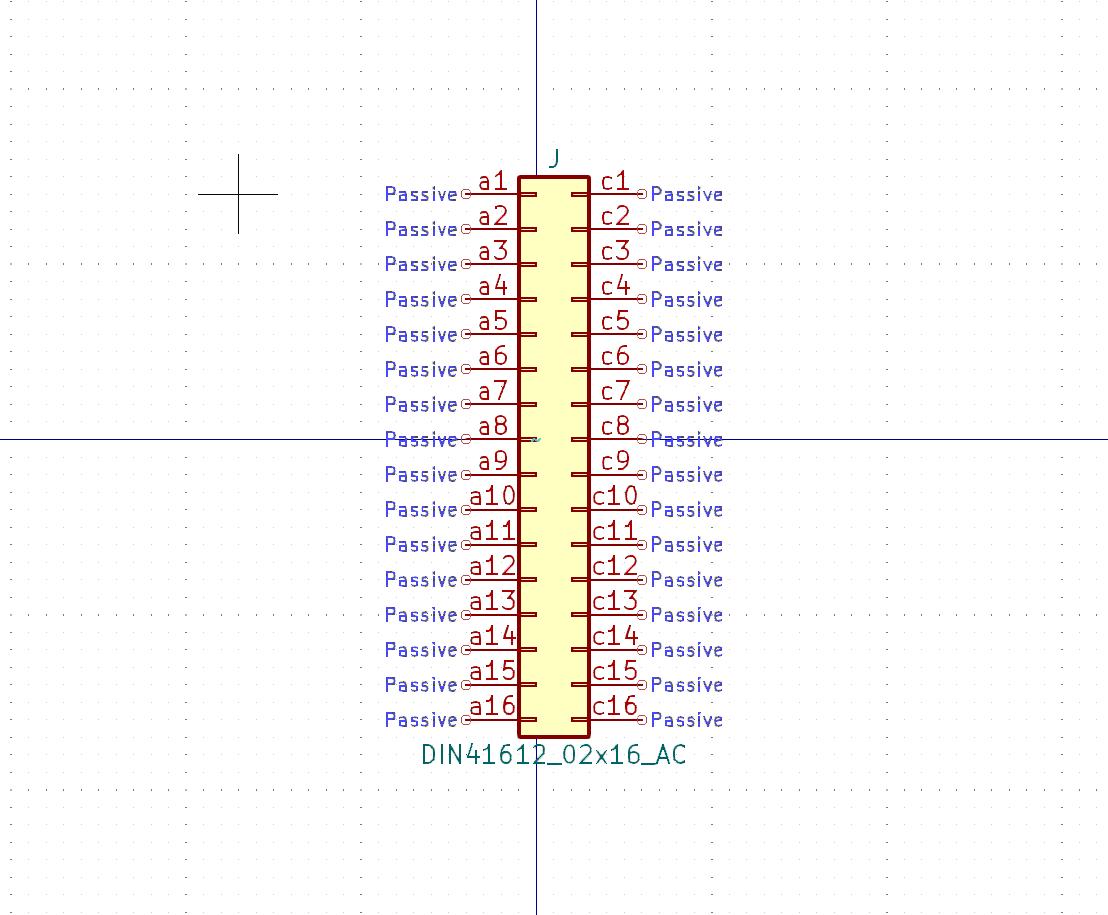 J
a1 c1
Passive Passive
a2 c2
Passive Passive
a3 c3
Passive Passive
a4 c4
Passive Passive
a5 c5
Passive Passive
a6 c6
Passive Passive
a7 c7
Passive Passive
a8 c8
Passive Passive
a9 c9
Passive Passive
a10 c10
Passive Passive
a11 c11
Passive Passive
a12 c12
Passive Passive
a13 c13
Passive Passive
a14 c14
Passive Passive
a15 c15
Passive Passive
a16 c16
Passive Passive
DIN41612_02x16_AC